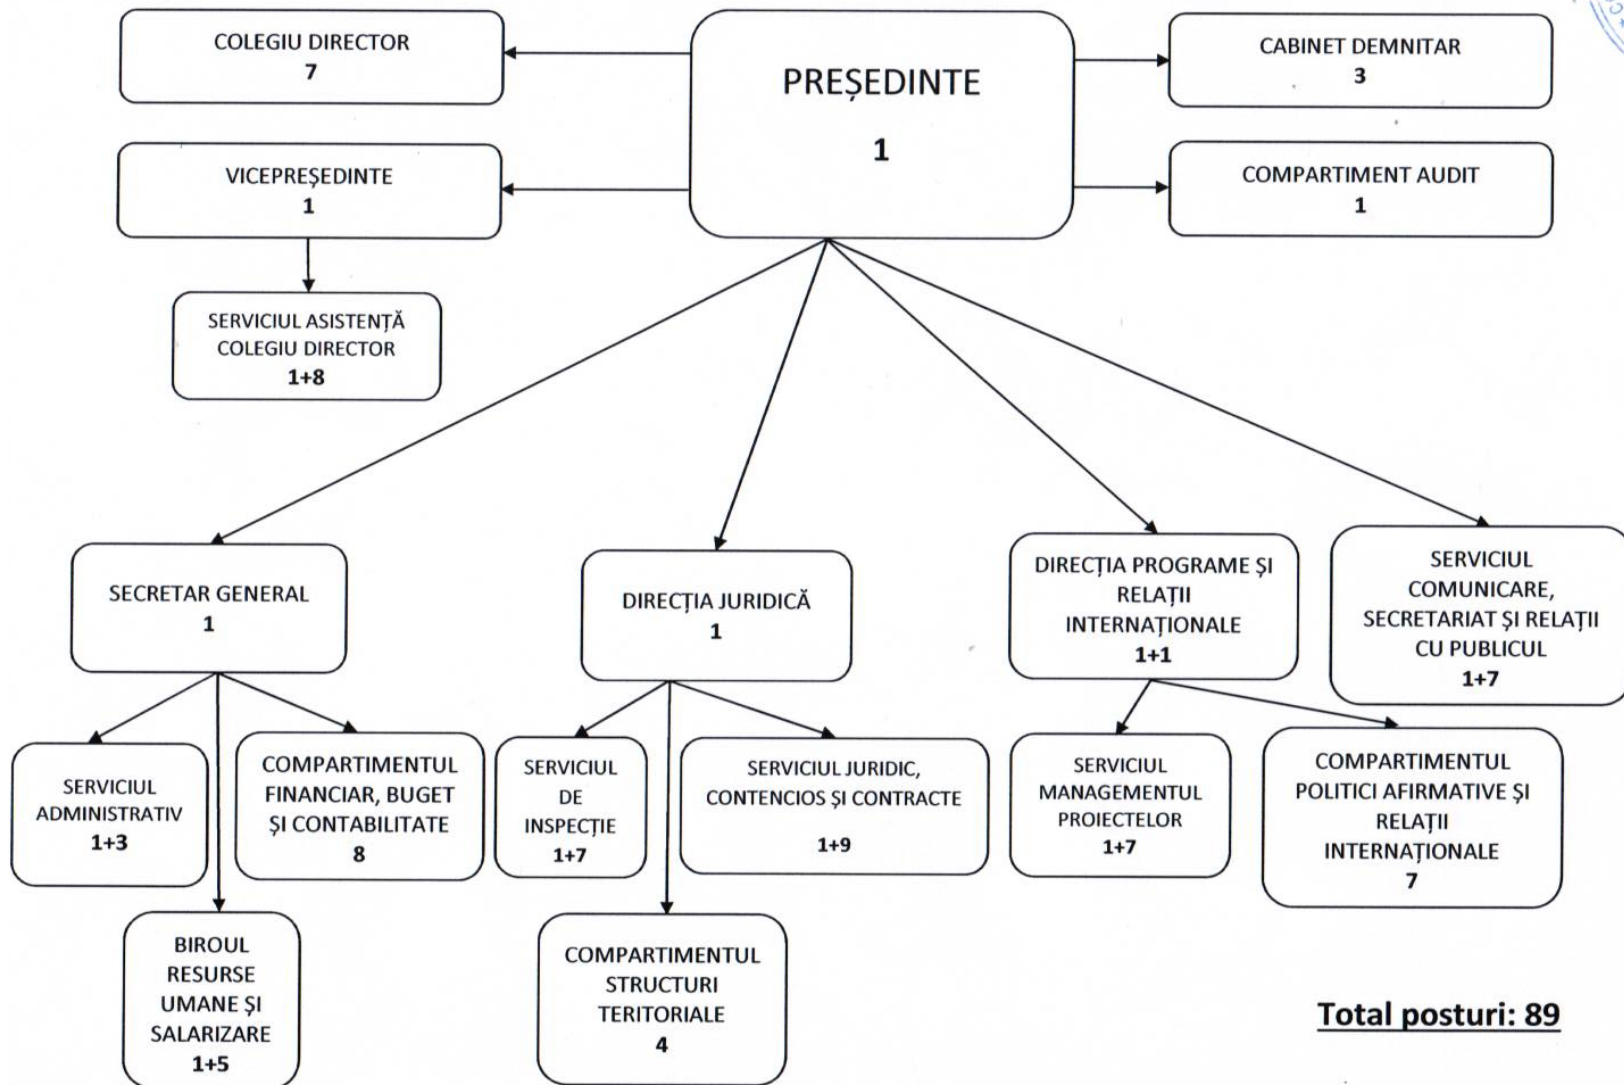 COLEGIU DIRECTOR
7
PREȘEDINTE
1
CABINET DEMNITAR
3
VICEPREȘEDINTE
1
COMPARTIMENT AUDIT
1
SERVICIUL ASISTENȚĂ
COLEGIU DIRECTOR
1+8
SECRETAR GENERAL
1
DIRECȚIA JURIDICĂ
1
DIRECȚIA PROGRAME ȘI
RELAȚII
INTERNAȚIONALE
1+1
SERVICIUL
COMUNICARE,
SECRETARIAT ȘI RELAȚII
CU PUBLICUL
1+7
SERVICIUL
ADMINISTRATIV
1+3
COMPARTIMENTUL
FINANCIAR, BUGET
ȘI CONTABILITATE
8
SERVICIUL
DE
INSPECȚIE
1+7
SERVICIUL JURIDIC,
CONTENCIOS ȘI CONTRACTE
1+9
SERVICIUL
MANAGEMENTUL
PROIECTELOR
1+7
COMPARTIMENTUL
POLITICI AFIRMATIVE ȘI
RELAȚII
INTERNAȚIONALE
7
BIROUL
RESURSE
UMANE ȘI
SALARIZARE
1+5
COMPARTIMENTUL
STRUCTURI
TERITORIALE
4
Total posturi: 89